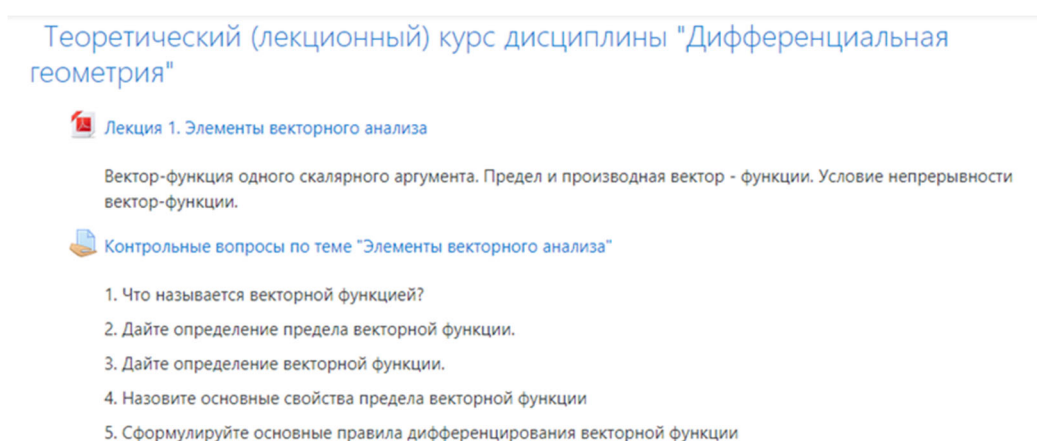 Теоретический (лекционный) курс дисциплины "Дифференциальная
геометрия"
Лекция 1. Элементы векторного анализа
Вектор-функция одного скалярного аргумента. Предел и производная вектор - функции. Условие непрерывности
вектор-функции.
Контрольные вопросы по теме "Элементы векторного анализа"
1. Что называется векторной функцией?
2. Дайте определение предела векторной функции.
3. Дайте определение векторной функции.
4. Назовите основные свойства предела векторной функции
5. Сформулируйте основные правила дифференцирования векторной функции